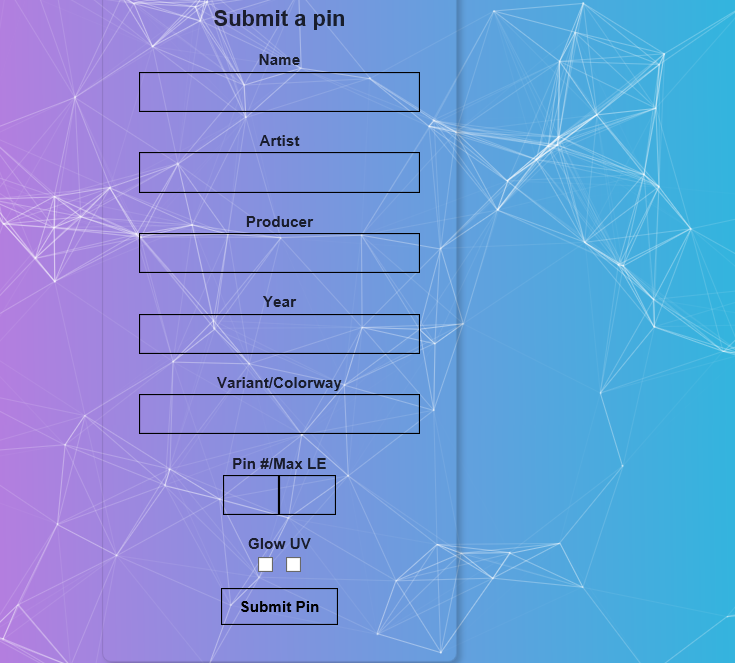 Submit a pin
Name
Artist
Producer
Year
Variant/Colorway
Pin #/Max LE
Glow UV
Submit Pin